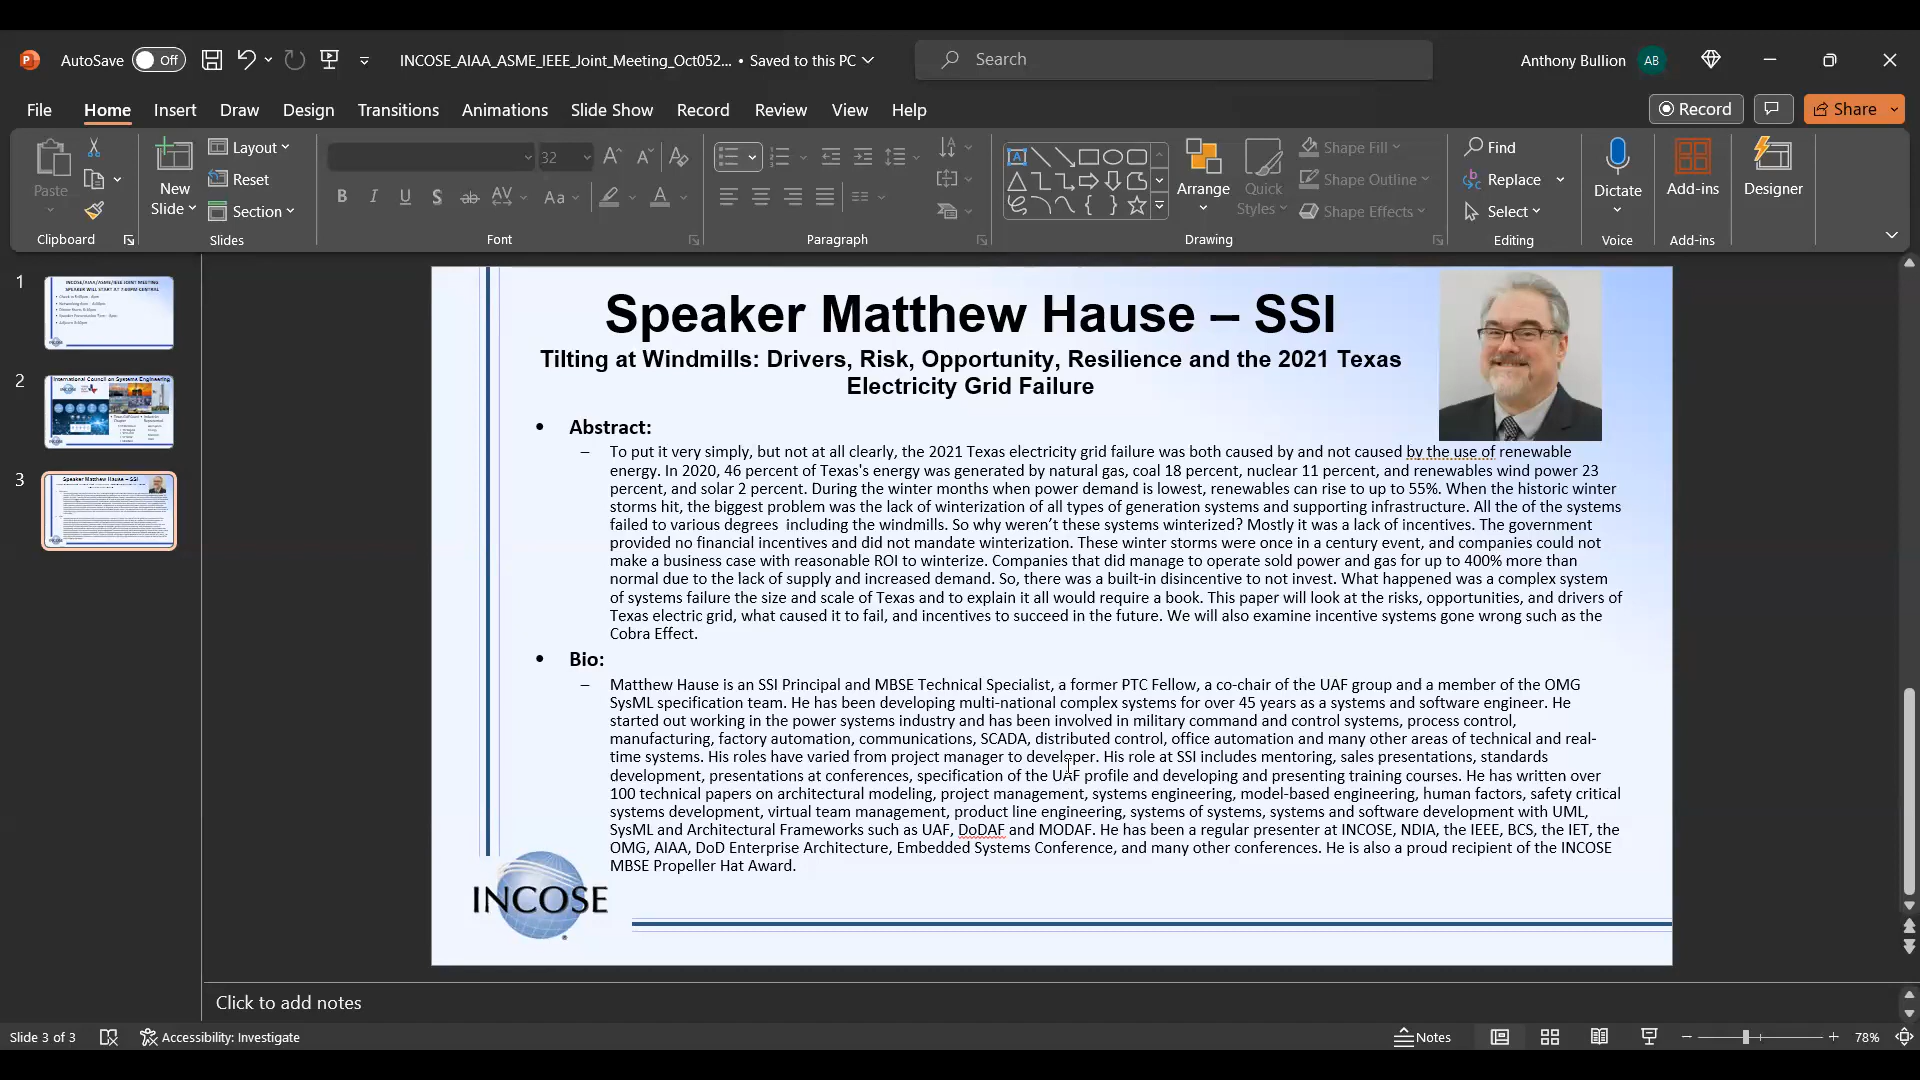 AutoSave Off INCOSE_AIAA_ASME_IEEE_Joint_Meeting_Oct052... • Saved to this PC Search Anthony Bullion AB
File Home Insert Draw Design Transitions Animations Slide Show Record Review View Help Record Share
Paste New Slide Layout Reset Section 32 Arrange Quick Styles Shape Fill Shape Outline Shape Effects Find Replace Select Dictate Add-ins Designer
Clipboard Slides Font Paragraph Drawing Editing Voice Add-ins
1
INCOSE/AIAA/ASME/IEEE JOINT MEETING
2
International Council on Systems Engineering
3
Speaker Matthew Hause – SSI
Speaker Matthew Hause – SSI
Tilting at Windmills: Drivers, Risk, Opportunity, Resilience and the 2021 Texas
Electricity Grid Failure
• Abstract:
– To put it very simply, but not at all clearly, the 2021 Texas electricity grid failure was both caused by and not caused by the use of renewable
energy. In 2020, 46 percent of Texas's energy was generated by natural gas, coal 18 percent, nuclear 11 percent, and renewables wind power 23
percent, and solar 2 percent. During the winter months when power demand is lowest, renewables can rise to up to 55%. When the historic winter
storms hit, the biggest problem was the lack of winterization of all types of generation systems and supporting infrastructure. All the of the systems
failed to various degrees including the windmills. So why weren't these systems winterized? Mostly it was a lack of incentives. The government
provided no financial incentives and did not mandate winterization. These winter storms were once in a century event, and companies could not
make a business case with reasonable ROI to winterize. Companies that did manage to operate sold power and gas for up to 400% more than
normal due to the lack of supply and increased demand. So, there was a built-in disincentive to not invest. What happened was a complex system
of systems failure the size and scale of Texas and to explain it all would require a book. This paper will look at the risks, opportunities, and drivers of
Texas electric grid, what caused it to fail, and incentives to succeed in the future. We will also examine incentive systems gone wrong such as the
Cobra Effect.
• Bio:
– Matthew Hause is an SSI Principal and MBSE Technical Specialist, a former PTC Fellow, a co-chair of the UAF group and a member of the OMG
SysML specification team. He has been developing multi-national complex systems for over 45 years as a systems and software engineer. He
started out working in the power systems industry and has been involved in military command and control systems, process control,
manufacturing, factory automation, communications, SCADA, distributed control, office automation and many other areas of technical and real-
time systems. His roles have varied from project manager to developer. His role at SSI includes mentoring, sales presentations, standards
development, presentations at conferences, specification of the UAF profile and developing and presenting training courses. He has written over
100 technical papers on architectural modeling, project management, systems engineering, model-based engineering, human factors, safety critical
systems development, virtual team management, product line engineering, systems of systems, systems and software development with UML,
SysML and Architectural Frameworks such as UAF, DoDAF and MODAF. He has been a regular presenter at INCOSE, NDIA, the IEEE, BCS, the IET, the
OMG, AIAA, DoD Enterprise Architecture, Embedded Systems Conference, and many other conferences. He is also a proud recipient of the INCOSE
MBSE Propeller Hat Award.
INCOSE
Click to add notes
Slide 3 of 3 Accessibility: Investigate Notes 78%